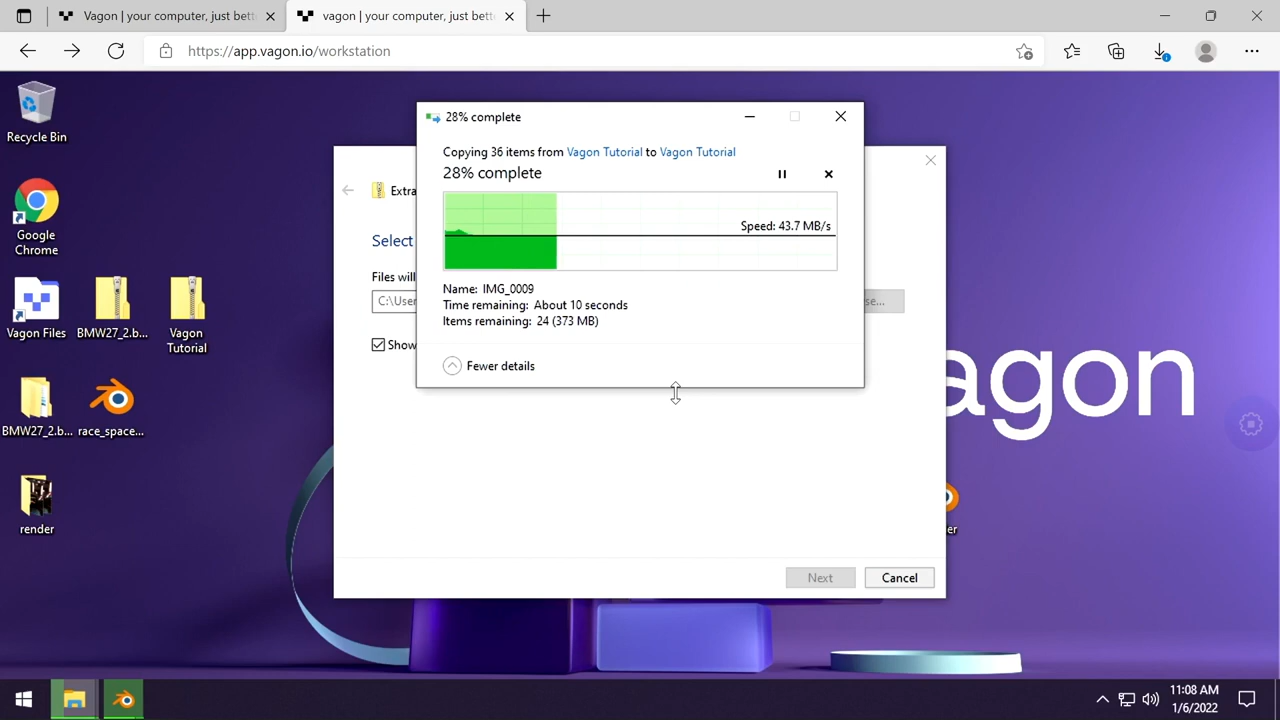 Vagon | your computer, just bett
vagon | your computer, just bette
https://app.vagon.io/workstation
Recycle Bin
Google
Chrome
Vagon Files
BMW27_2.b...
Vagon
Tutorial
BMW27_2.b...
race_space...
render
28% complete
Copying 36 items from Vagon Tutorial to Vagon Tutorial
28% complete
Speed: 43.7 MB/s
Name: IMG_0009
Time remaining: About 10 seconds
Items remaining: 24 (373 MB)
Fewer details
Extra
Select
Files will
C:\User
se...
Show
Next
Cancel
agon
er
11:08 AM
1/6/2022